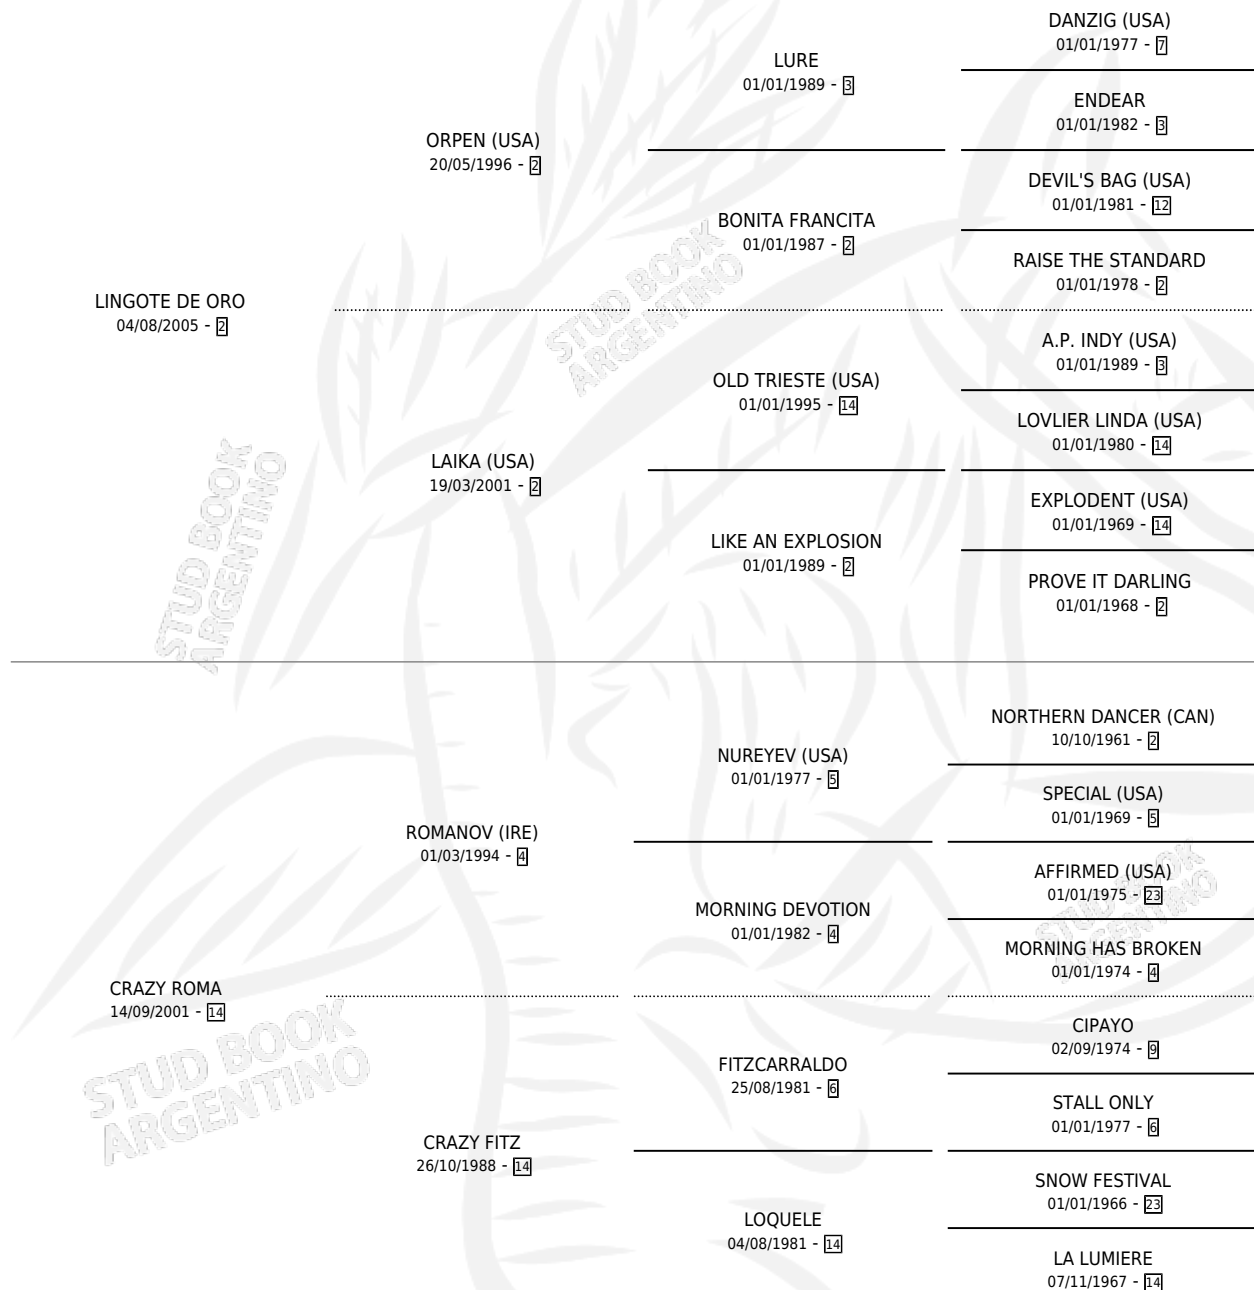 DANZIG (USA)
01/01/1977 - 7
LURE
01/01/1989 - 3
ENDEAR
01/01/1982 - 3
ORPEN (USA)
20/05/1996 - 2
DEVIL'S BAG (USA)
01/01/1981 - 12
BONITA FRANCITA
01/01/1987 - 2
RAISE THE STANDARD
01/01/1978 - 2
LINGOTE DE ORO
04/08/2005 - 2
STUD BOOK
ARGENTINO
A.P. INDY (USA)
01/01/1989 - 3
OLD TRIESTE (USA)
01/01/1995 - 14
LOVLIER LINDA (USA)
01/01/1980 - 14
LAIKA (USA)
19/03/2001 - 2
EXPLODENT (USA)
01/01/1969 - 14
LIKE AN EXPLOSION
01/01/1989 - 2
PROVE IT DARLING
01/01/1968 - 2
STUD BOOK
ARGENTINO
NORTHERN DANCER (CAN)
10/10/1961 - 2
NUREYEV (USA)
01/01/1977 - 5
SPECIAL (USA)
01/01/1969 - 5
ROMANOV (IRE)
01/03/1994 - 4
AFFIRMED (USA)
01/01/1975 - 23
MORNING DEVOTION
01/01/1982 - 4
MORNING HAS BROKEN
01/01/1974 - 4
STUD BOOK
ARGENTINO
CRAZY ROMA
14/09/2001 - 14
CIPAYO
02/09/1974 - 9
FITZCARRALDO
25/08/1981 - 6
STALL ONLY
01/01/1977 - 6
STUD BOOK
ARGENTINO
CRAZY FITZ
26/10/1988 - 14
SNOW FESTIVAL
01/01/1966 - 23
LOQUELE
04/08/1981 - 14
LA LUMIERE
07/11/1967 - 14